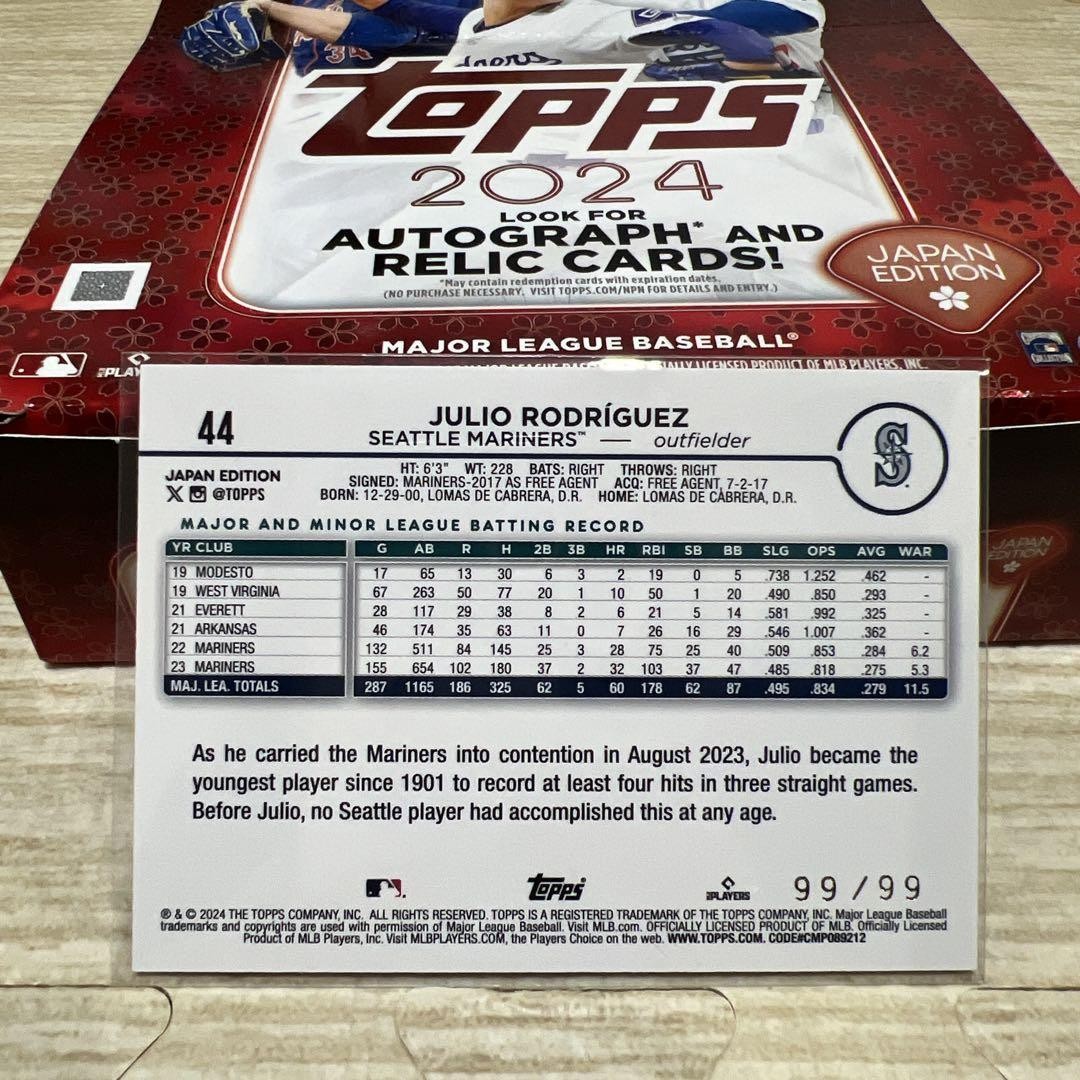 34
TOPPS
2024
LOOK FOR
AUTOGRAPH* AND
RELIC CARDS!
*May contain redemption cards with expiration dates.
(NO PURCHASE NECESSARY. VISIT TOPPS.COM/NPN FOR DETAILS AND ENTRY.)
JAPAN
EDITION
MAJOR LEAGUE BASEBALL®
LICENSED PRODUCT OF MLB PLAYERS, INC.
44
JULIO RODRÍGUEZ
SEATTLE MARINERS™ — outfielder
S
JAPAN EDITION
X @TOPPS
HT: 6'3" WT: 228 BATS: RIGHT THROWS: RIGHT
SIGNED: MARINERS-2017 AS FREE AGENT ACQ: FREE AGENT, 7-2-17
BORN: 12-29-00, LOMAS DE CABRERA, D.R. HOME: LOMAS DE CABRERA, D.R.
MAJOR AND MINOR LEAGUE BATTING RECORD
YR CLUB G AB R H 2B 3B HR RBI SB BB SLG OPS AVG WAR
19 MODESTO 17 65 13 30 6 3 2 19 0 5 .738 1.252 .462 -
19 WEST VIRGINIA 67 263 50 77 20 1 10 50 1 20 .490 .850 .293 -
21 EVERETT 28 117 29 38 8 2 6 21 5 14 .581 .992 .325 -
21 ARKANSAS 46 174 35 63 11 0 7 26 16 29 .546 1.007 .362 -
22 MARINERS 132 511 84 145 25 3 28 75 25 40 .509 .853 .284 6.2
23 MARINERS 155 654 102 180 37 2 32 103 37 47 .485 .818 .275 5.3
MAJ. LEA. TOTALS 287 1165 186 325 62 5 60 178 62 87 .495 .834 .279 11.5
As he carried the Mariners into contention in August 2023, Julio became the
youngest player since 1901 to record at least four hits in three straight games.
Before Julio, no Seattle player had accomplished this at any age.
topps
PLAYERS
99/99
® & © 2024 THE TOPPS COMPANY, INC. ALL RIGHTS RESERVED. TOPPS IS A REGISTERED TRADEMARK OF THE TOPPS COMPANY, INC. Major League Baseball
trademarks and copyrights are used with permission of Major League Baseball. Visit MLB.com. OFFICIALLY LICENSED PRODUCT OF MLB. Officially Licensed
Product of MLB Players, Inc. Visit MLBPLAYERS.COM, the Players Choice on the web. WWW.TOPPS.COM. CODE#CMP089212
JAPAN
EDITION